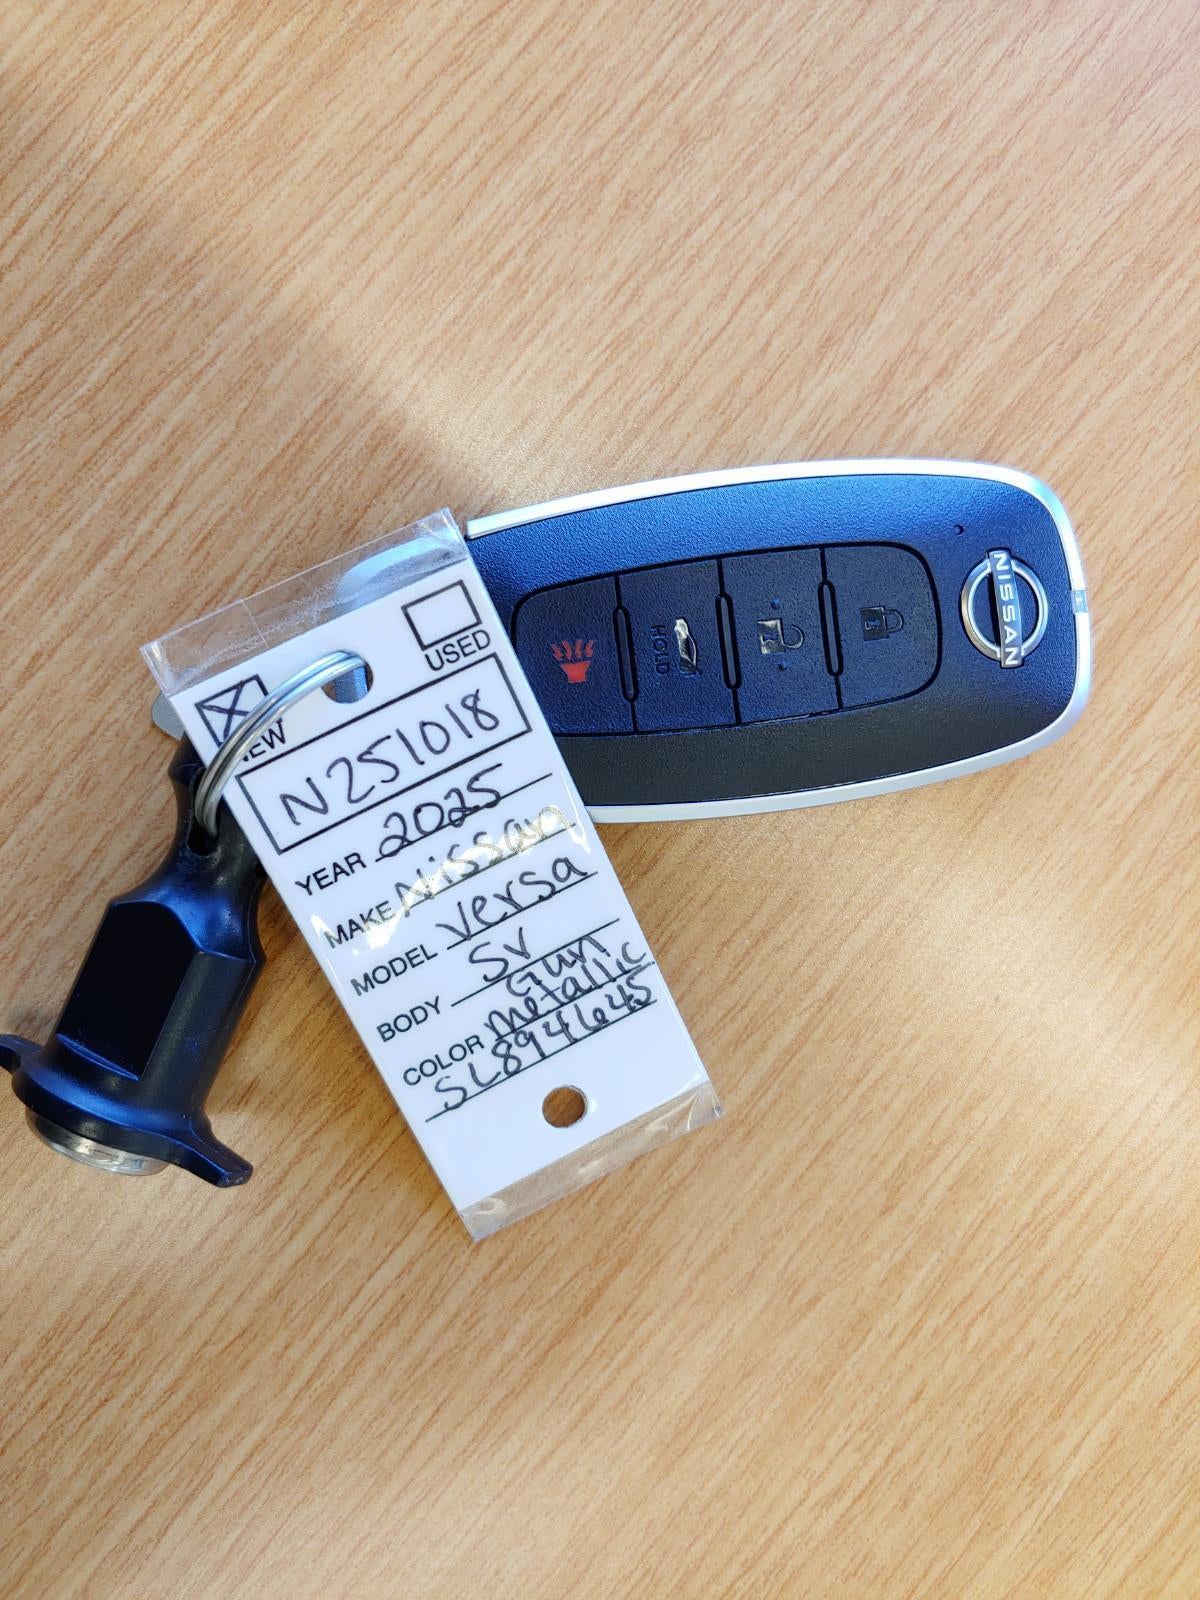 USED
NEW
N251018
YEAR 2025
MAKE Nissan
MODEL Versa
BODY SV
COLOR Gun
metallic
SL894645
HOLD
NISSAN